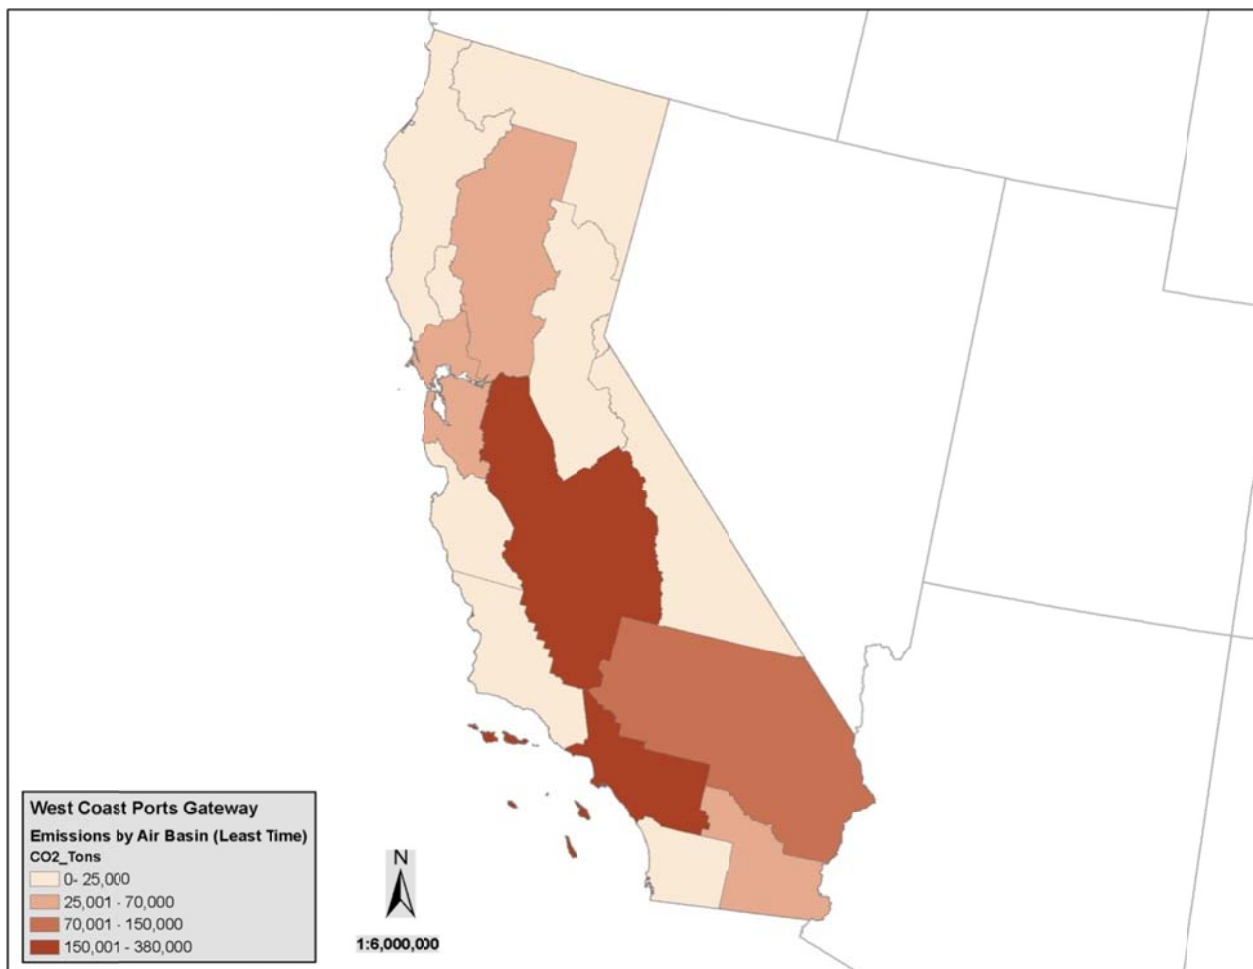 West Coast Ports Gateway
Emissions by Air Basin (Least Time)
CO2_Tons
0- 25,000
25,001 - 70,000
70,001 - 150,000
150,001 - 380,000
N
1:6,000,000